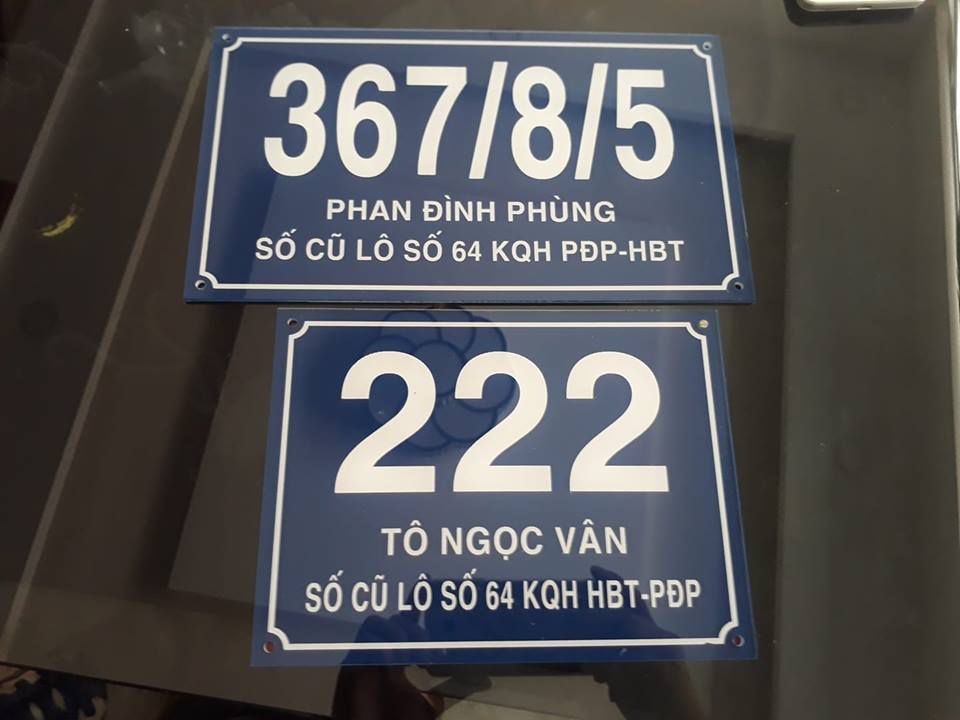 367/8/5
PHAN ĐÌNH PHÙNG
SỐ CŨ LÔ SỐ 64 KQH PĐP-HBT
222
TÔ NGỌC VÂN
SỐ CŨ LÔ SỐ 64 KQH HBT-PĐP